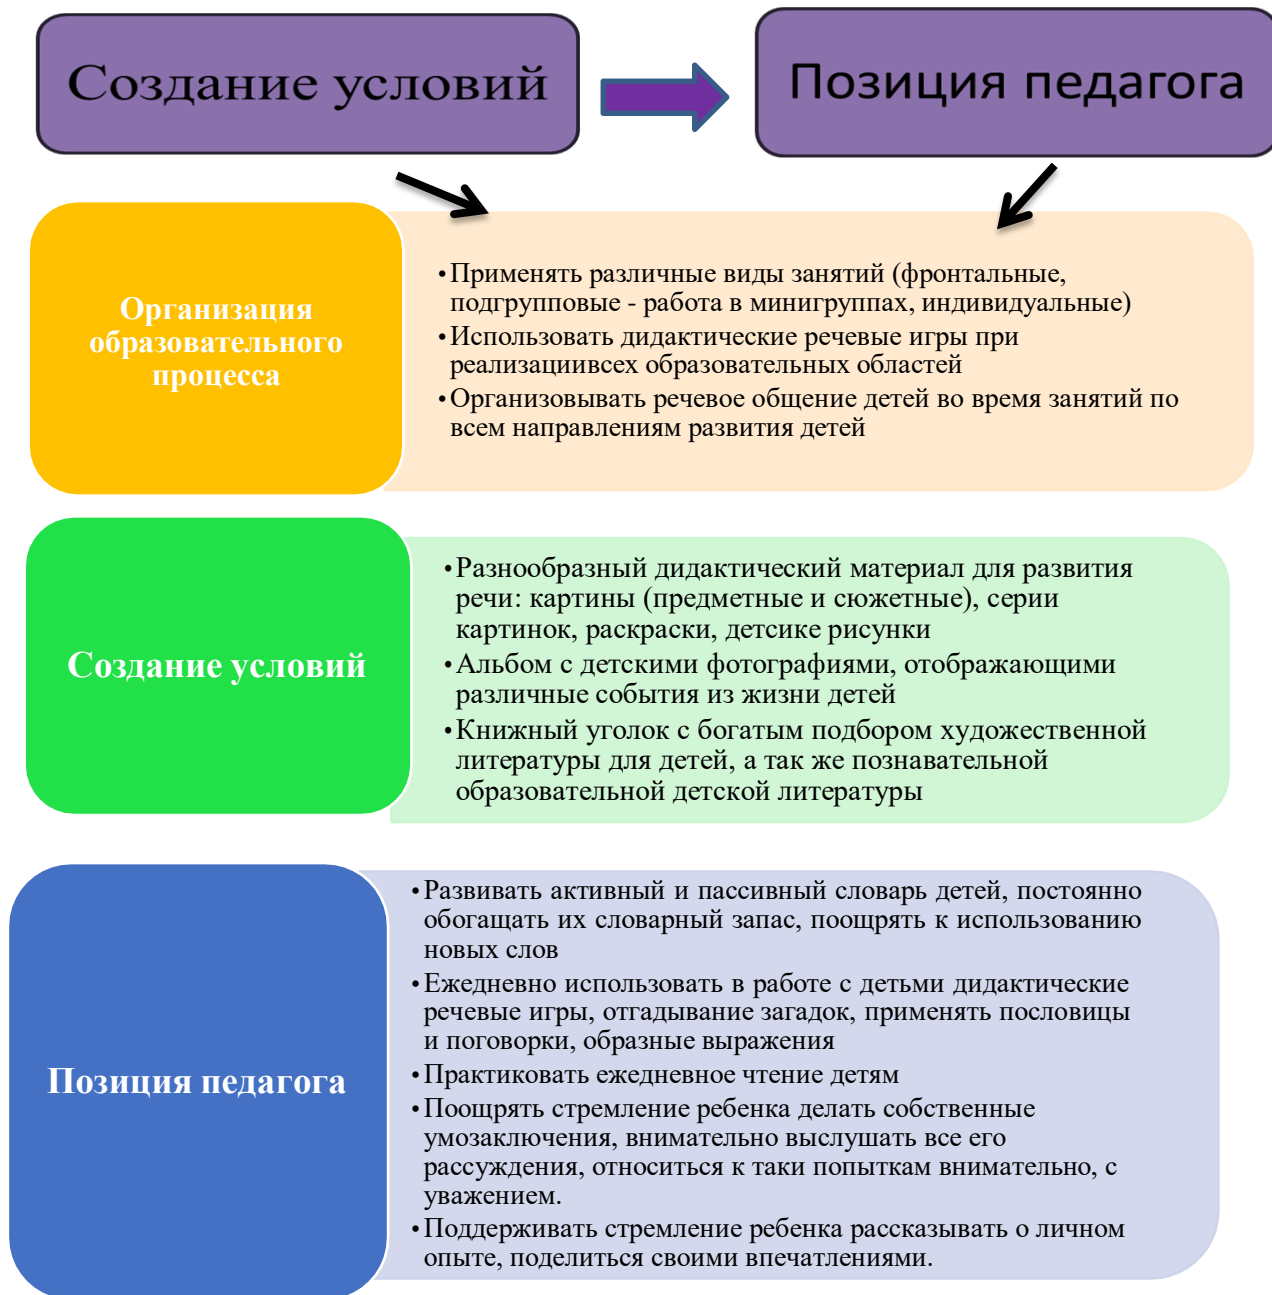 Создание условий
Позиция педагога
Организация
образовательного
процесса
•Применять различные виды занятий (фронтальные,
подгрупповые - работа в минигруппах, индивидуальные)
•Использовать дидактические речевые игры при
реализациивсех образовательных областей
•Организовывать речевое общение детей во время занятий по
всем направлениям развития детей
Создание условий
•Разнообразный дидактический материал для развития
речи: картины (предметные и сюжетные), серии
картинок, раскраски, детсике рисунки
•Альбом с детскими фотографиями, отображающими
различные события из жизни детей
•Книжный уголок с богатым подбором художественной
литературы для детей, а так же познавательной
образовательной детской литературы
Позиция педагога
•Развивать активный и пассивный словарь детей, постоянно
обогащать их словарный запас, поощрять к использованию
новых слов
•Ежедневно использовать в работе с детьми дидактические
речевые игры, отгадывание загадок, применять пословицы
и поговорки, образные выражения
•Практиковать ежедневное чтение детям
•Поощрять стремление ребенка делать собственные
умозаключения, внимательно выслушать все его
рассуждения, относиться к таки попыткам внимательно, с
уважением.
•Поддерживать стремление ребенка рассказывать о личном
опыте, поделиться своими впечатлениями.